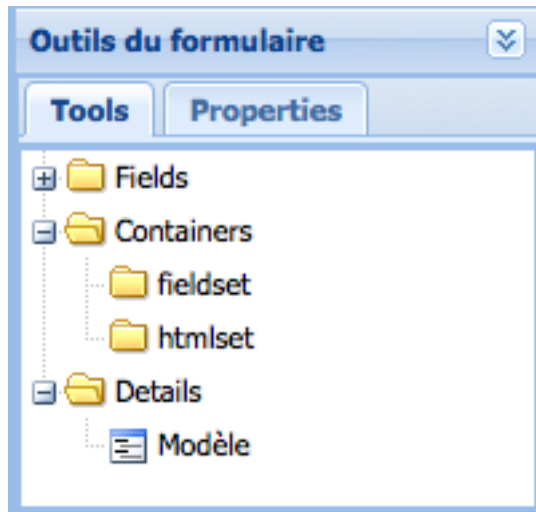 Outils du formulaire
Tools Properties
Fields
Containers
fieldset
htmlset
Details
Modèle